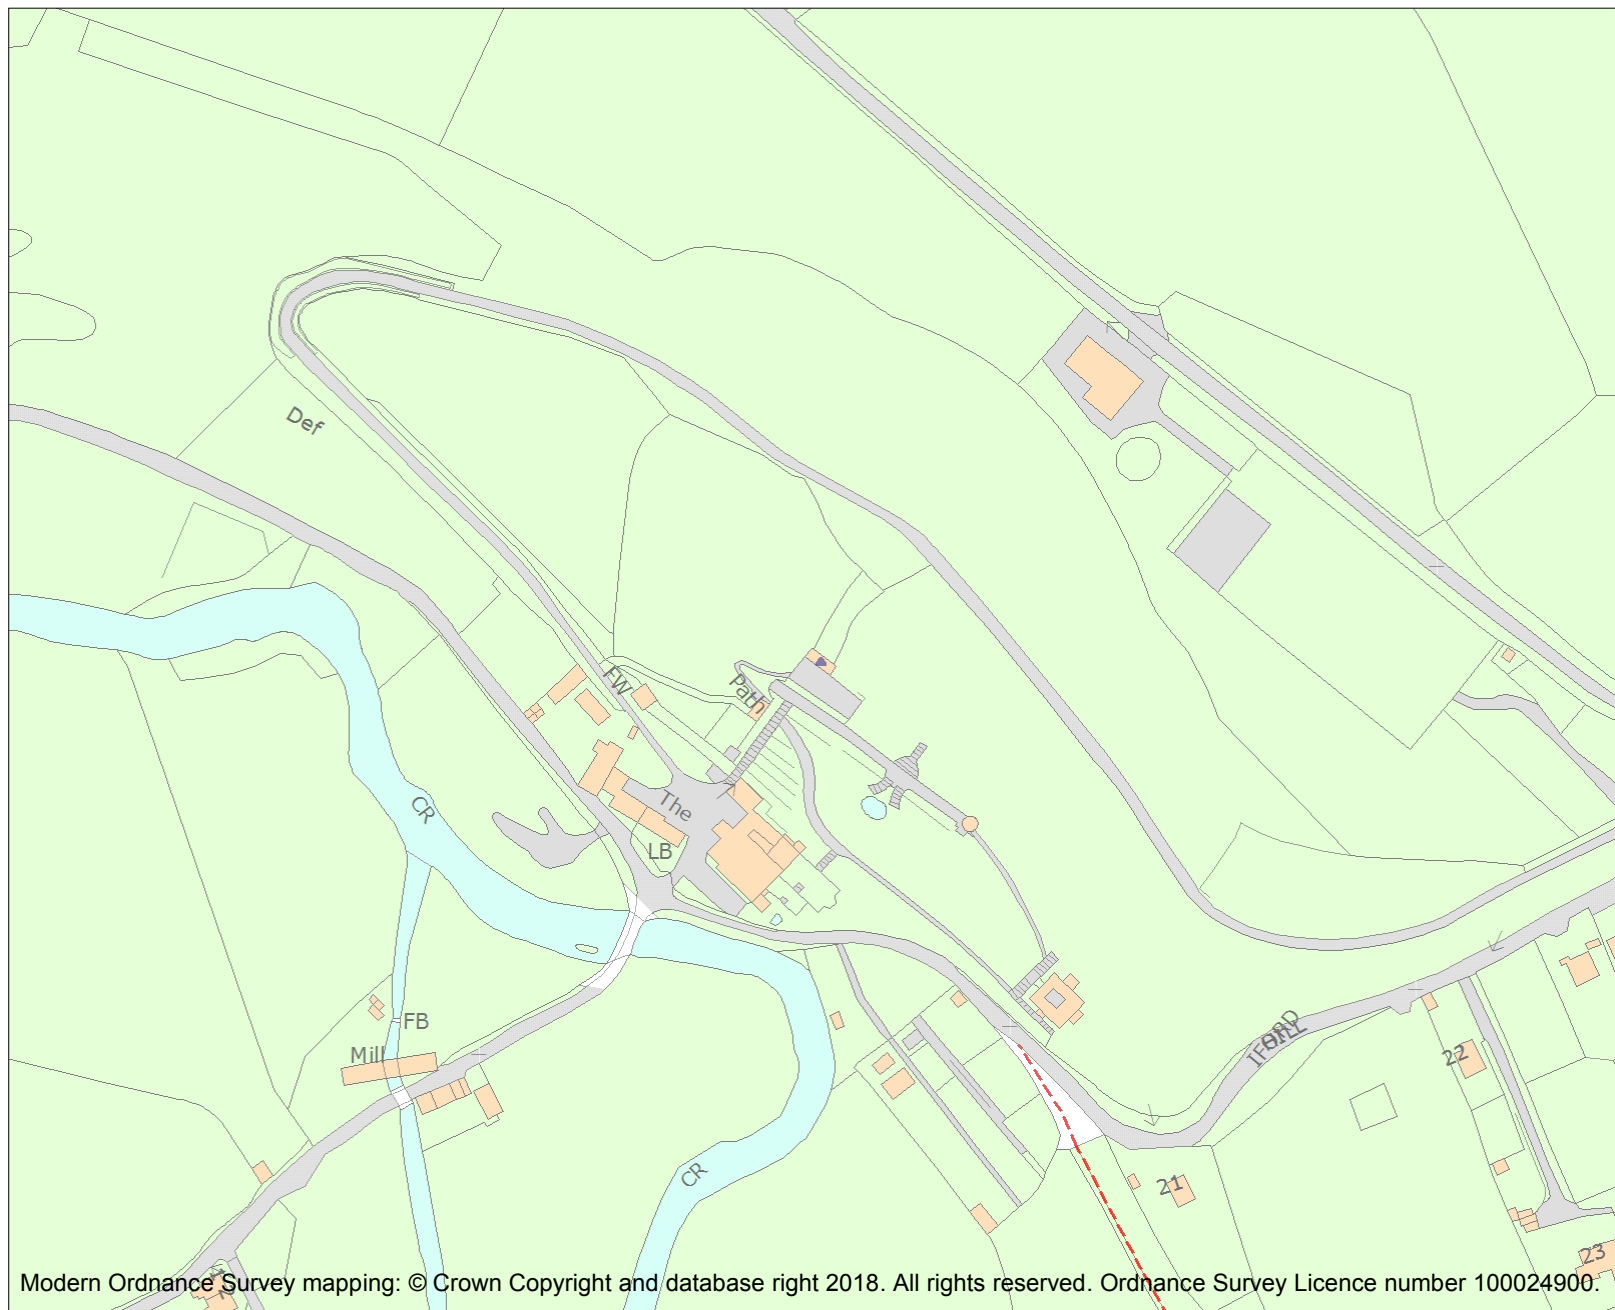 Def
FW
Path
CR
The
LB
FB
Mill
IFORD
HILL
22
21
CR
23
Modern Ordnance Survey mapping: © Crown Copyright and database right 2018. All rights reserved. Ordnance Survey Licence number 100024900.